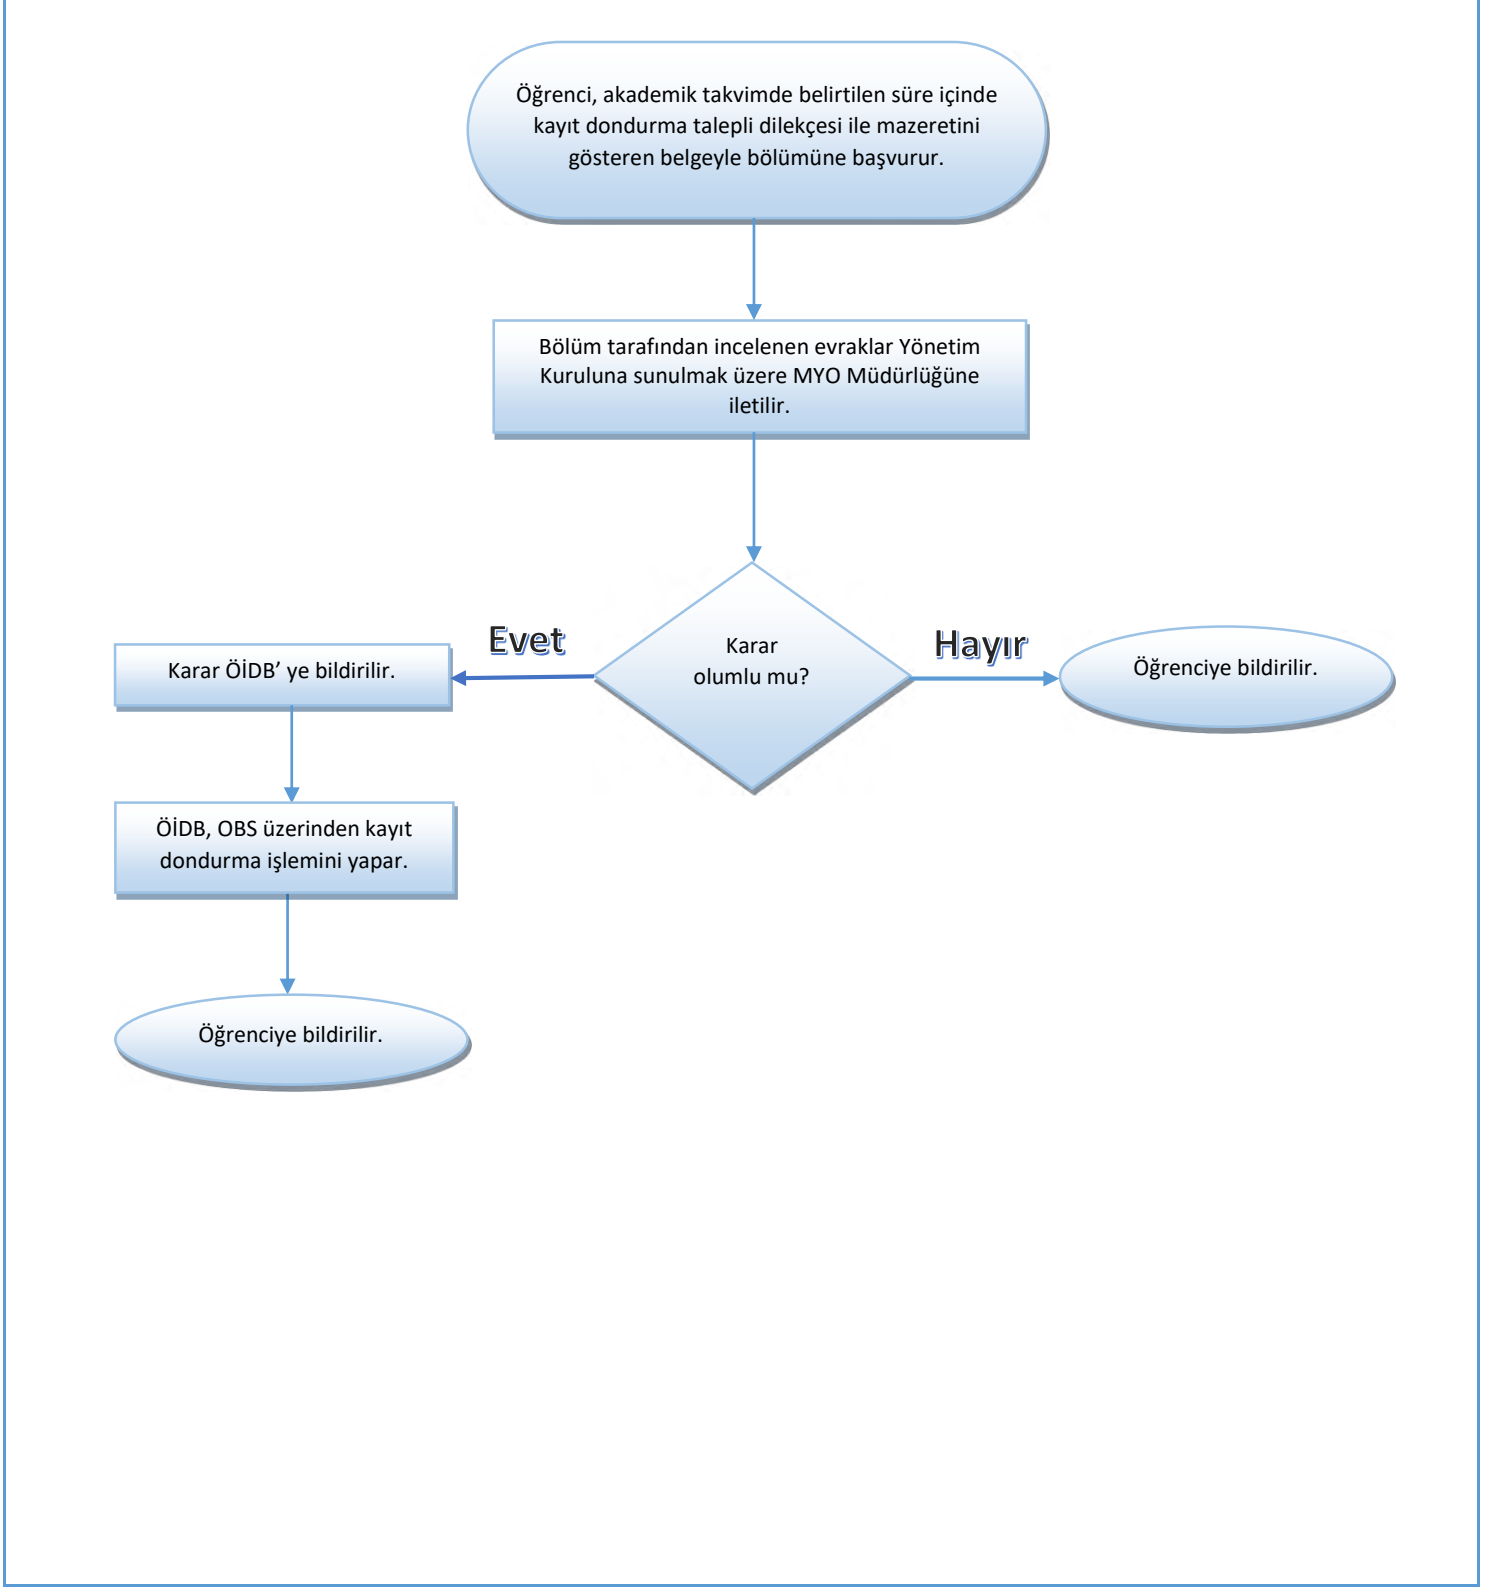 Öğrenci, akademik takvimde belirtilen süre içinde
kayıt dondurma talepli dilekçesi ile mazeretini
gösteren belgeyle bölümüne başvurur.
Bölüm tarafından incelenen evraklar Yönetim
Kuruluna sunulmak üzere MYO Müdürlüğüne
iletilir.
Karar
olumlu mu?
Evet
Hayır
Karar ÖİDB’ ye bildirilir.
Öğrenciye bildirilir.
ÖİDB, OBS üzerinden kayıt
dondurma işlemini yapar.
Öğrenciye bildirilir.